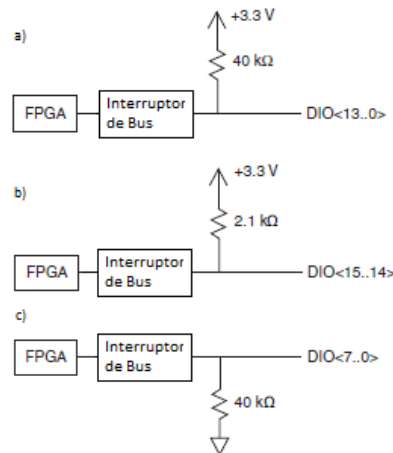 a)
+3.3 V
40 kΩ
FPGA
Interruptor
de Bus
DIO<13..0>
b)
+3.3 V
2.1 kΩ
FPGA
Interruptor
de Bus
DIO<15..14>
c)
FPGA
Interruptor
de Bus
DIO<7..0>
40 kΩ